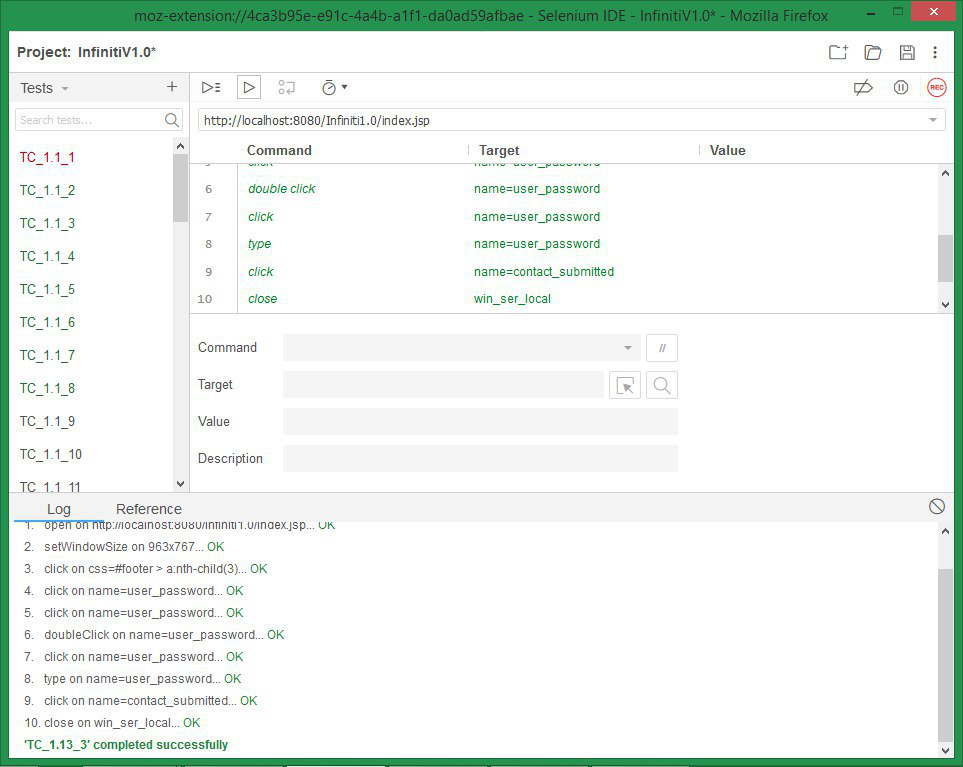 moz-extension://4ca3b95e-e91c-4a4b-a1f1-da0ad59afbae - Selenium IDE - InfinitiV1.0* - Mozilla Firefox
Project: InfinitiV1.0*
Tests
REC
Search tests...
http://localhost:8080/Infiniti1.0/index.jsp
Command Target Value
click name=user_password
6 double click name=user_password
7 click name=user_password
8 type name=user_password
9 click name=contact_submitted
10 close win_ser_local
TC_1.1_1
TC_1.1_2
TC_1.1_3
TC_1.1_4
TC_1.1_5
TC_1.1_6
TC_1.1_7
TC_1.1_8
TC_1.1_9
TC_1.1_10
TC_1.1_11
Command //
Target
Value
Description
Log Reference
1. open on http://localhost:8080/Infiniti1.0/index.jsp... OK
2. setWindowSize on 963x767... OK
3. click on css=#footer > a:nth-child(3)... OK
4. click on name=user_password... OK
5. click on name=user_password... OK
6. doubleClick on name=user_password... OK
7. click on name=user_password... OK
8. type on name=user_password... OK
9. click on name=contact_submitted... OK
10. close on win_ser_local... OK
'TC_1.13_3' completed successfully